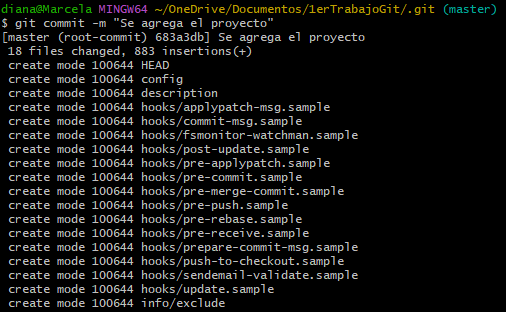 diana@Marcela MINGW64 ~/OneDrive/Documentos/1erTrabajoGit/.git (master)
$ git commit -m "Se agrega el proyecto"
[master (root-commit) 683a3db] Se agrega el proyecto
 18 files changed, 883 insertions(+)
 create mode 100644 HEAD
 create mode 100644 config
 create mode 100644 description
 create mode 100644 hooks/applypatch-msg.sample
 create mode 100644 hooks/commit-msg.sample
 create mode 100644 hooks/fsmonitor-watchman.sample
 create mode 100644 hooks/post-update.sample
 create mode 100644 hooks/pre-applypatch.sample
 create mode 100644 hooks/pre-commit.sample
 create mode 100644 hooks/pre-merge-commit.sample
 create mode 100644 hooks/pre-push.sample
 create mode 100644 hooks/pre-rebase.sample
 create mode 100644 hooks/pre-receive.sample
 create mode 100644 hooks/prepare-commit-msg.sample
 create mode 100644 hooks/push-to-checkout.sample
 create mode 100644 hooks/sendemail-validate.sample
 create mode 100644 hooks/update.sample
 create mode 100644 info/exclude